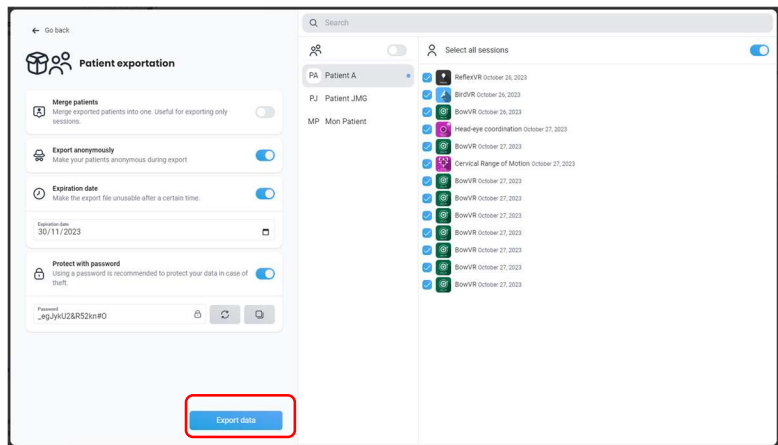 Go back
Patient exportation
Merge patients
Merge exported patients into one. Useful for exporting only
sessions.
Export anonymously
Make your patients anonymous during export
Expiration date
Make the export file unusable after a certain time.
Expiration date
30/11/2023
Protect with password
Using a password is recommended to protect your data in case of
theft.
Password
_egJykU2&R52kn#O
Export data
Search
PA Patient A
PJ Patient JMG
MP Mon Patient
Select all sessions
ReflexVR October 26, 2023
BirdVR October 26, 2023
BowVR October 26, 2023
Head-eye coordination October 27, 2023
BowVR October 27, 2023
Cervical Range of Motion October 27, 2023
BowVR October 27, 2023
BowVR October 27, 2023
BowVR October 27, 2023
BowVR October 27, 2023
BowVR October 27, 2023
BowVR October 27, 2023
BowVR October 27, 2023